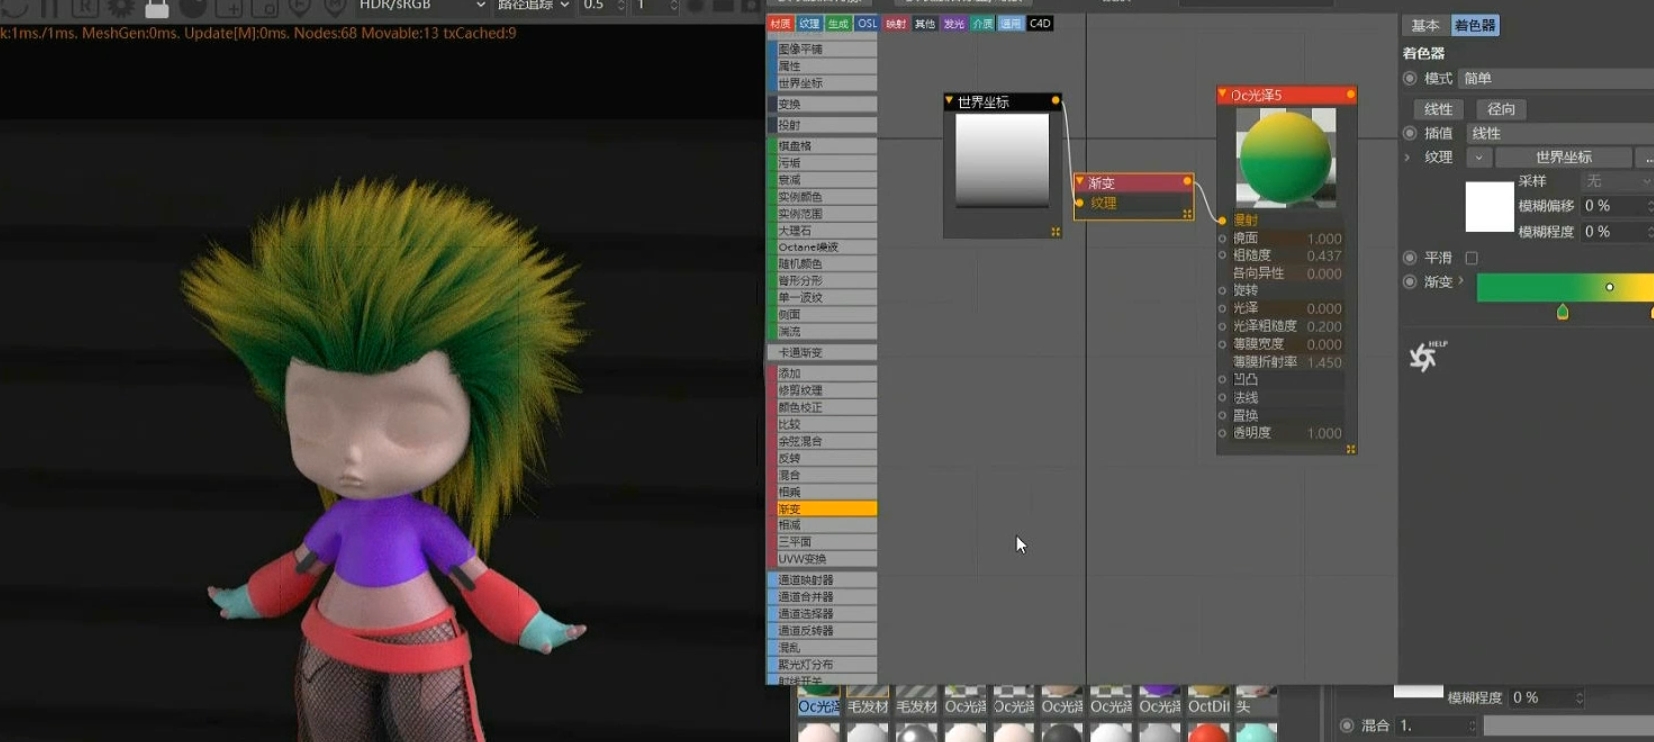 HDR/sRGB
路径追踪
0.5
1
k:1ms./1ms. MeshGen:0ms. Update[M]:0ms. Nodes:68 Movable:13 txCached:9
材质 纹理 生成 OSL 映射 其他 发光 介质 通用 C4D
图像平铺
属性
世界坐标
变换
投射
棋盘格
污垢
衰减
实例颜色
实例范围
大理石
Octane噪波
随机颜色
脊形分形
单一波纹
侧面
湍流
卡通渐变
添加
修剪纹理
颜色校正
比较
余弦混合
反转
混合
相乘
渐变
相减
三平面
UVW变换
通道映射器
通道合并器
通道选择器
通道反转器
混乱
聚光灯分布
射线开关
世界坐标
渐变
纹理
Oc光泽5
漫射
镜面 1.000
粗糙度 0.437
各向异性 0.000
旋转
光泽 0.000
光泽粗糙度 0.200
薄膜宽度 0.000
薄膜折射率 1.450
凹凸
法线
置换
透明度 1.000
基本 着色器
着色器
模式 简单
线性 径向
插值 线性
纹理 世界坐标 ...
采样 无
模糊偏移 0 %
模糊程度 0 %
平滑
渐变
HELP
Oc光泽 毛发材 毛发材 Oc光泽 Oc光泽 Oc光泽 Oc光泽 Oc光泽 OctDif 头
模糊程度 0 %
混合 1.